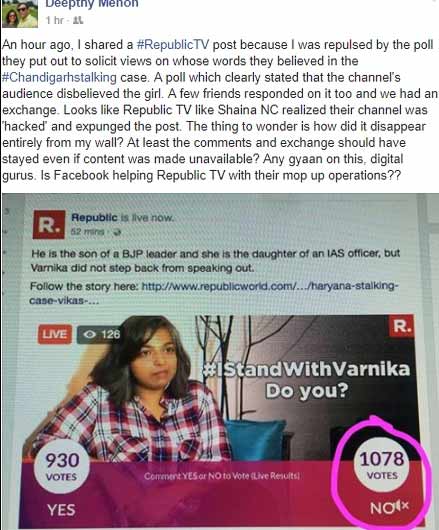 Deepthy Menon
1 hr ·
An hour ago, I shared a #RepublicTV post because I was repulsed by the poll
they put out to solicit views on whose words they believed in the
#Chandigarhstalking case. A poll which clearly stated that the channel's
audience disbelieved the girl. A few friends responded on it too and we had an
exchange. Looks like Republic TV like Shaina NC realized their channel was
'hacked' and expunged the post. The thing to wonder is how did it disappear
entirely from my wall? At least the comments and exchange should have
stayed even if content was made unavailable? Any gyaan on this, digital
gurus. Is Facebook helping Republic TV with their mop up operations??
R.
Republic is live now.
52 mins ·
He is the son of a BJP leader and she is the daughter of an IAS officer, but
Varnika did not step back from speaking out.
Follow the story here: http://www.republicworld.com/.../haryana-stalking-
case-vikas-...
LIVE 126
R.
#IStandWithVarnika
Do you?
930
VOTES
YES
Comment YES or NO to Vote (Live Results)
1078
VOTES
NO